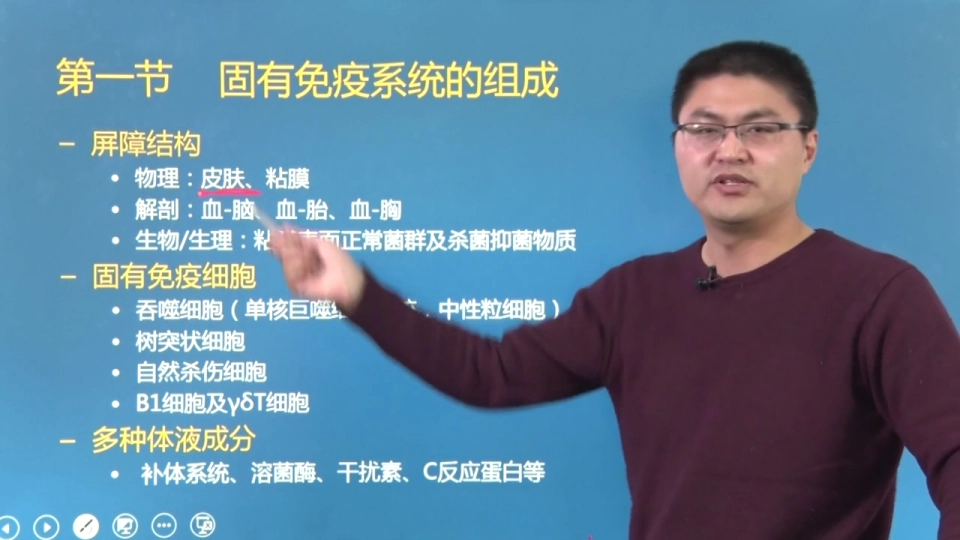 第一节 固有免疫系统的组成
– 屏障结构
• 物理：皮肤、粘膜
• 解剖：血-脑、血-胎、血-胸
• 生物/生理：粘 面正常菌群及杀菌抑菌物质
– 固有免疫细胞
• 吞噬细胞（单核巨噬细 ，中性粒细胞）
• 树突状细胞
• 自然杀伤细胞
• B1细胞及γδT细胞
– 多种体液成分
• 补体系统、溶菌酶、干扰素、C反应蛋白等